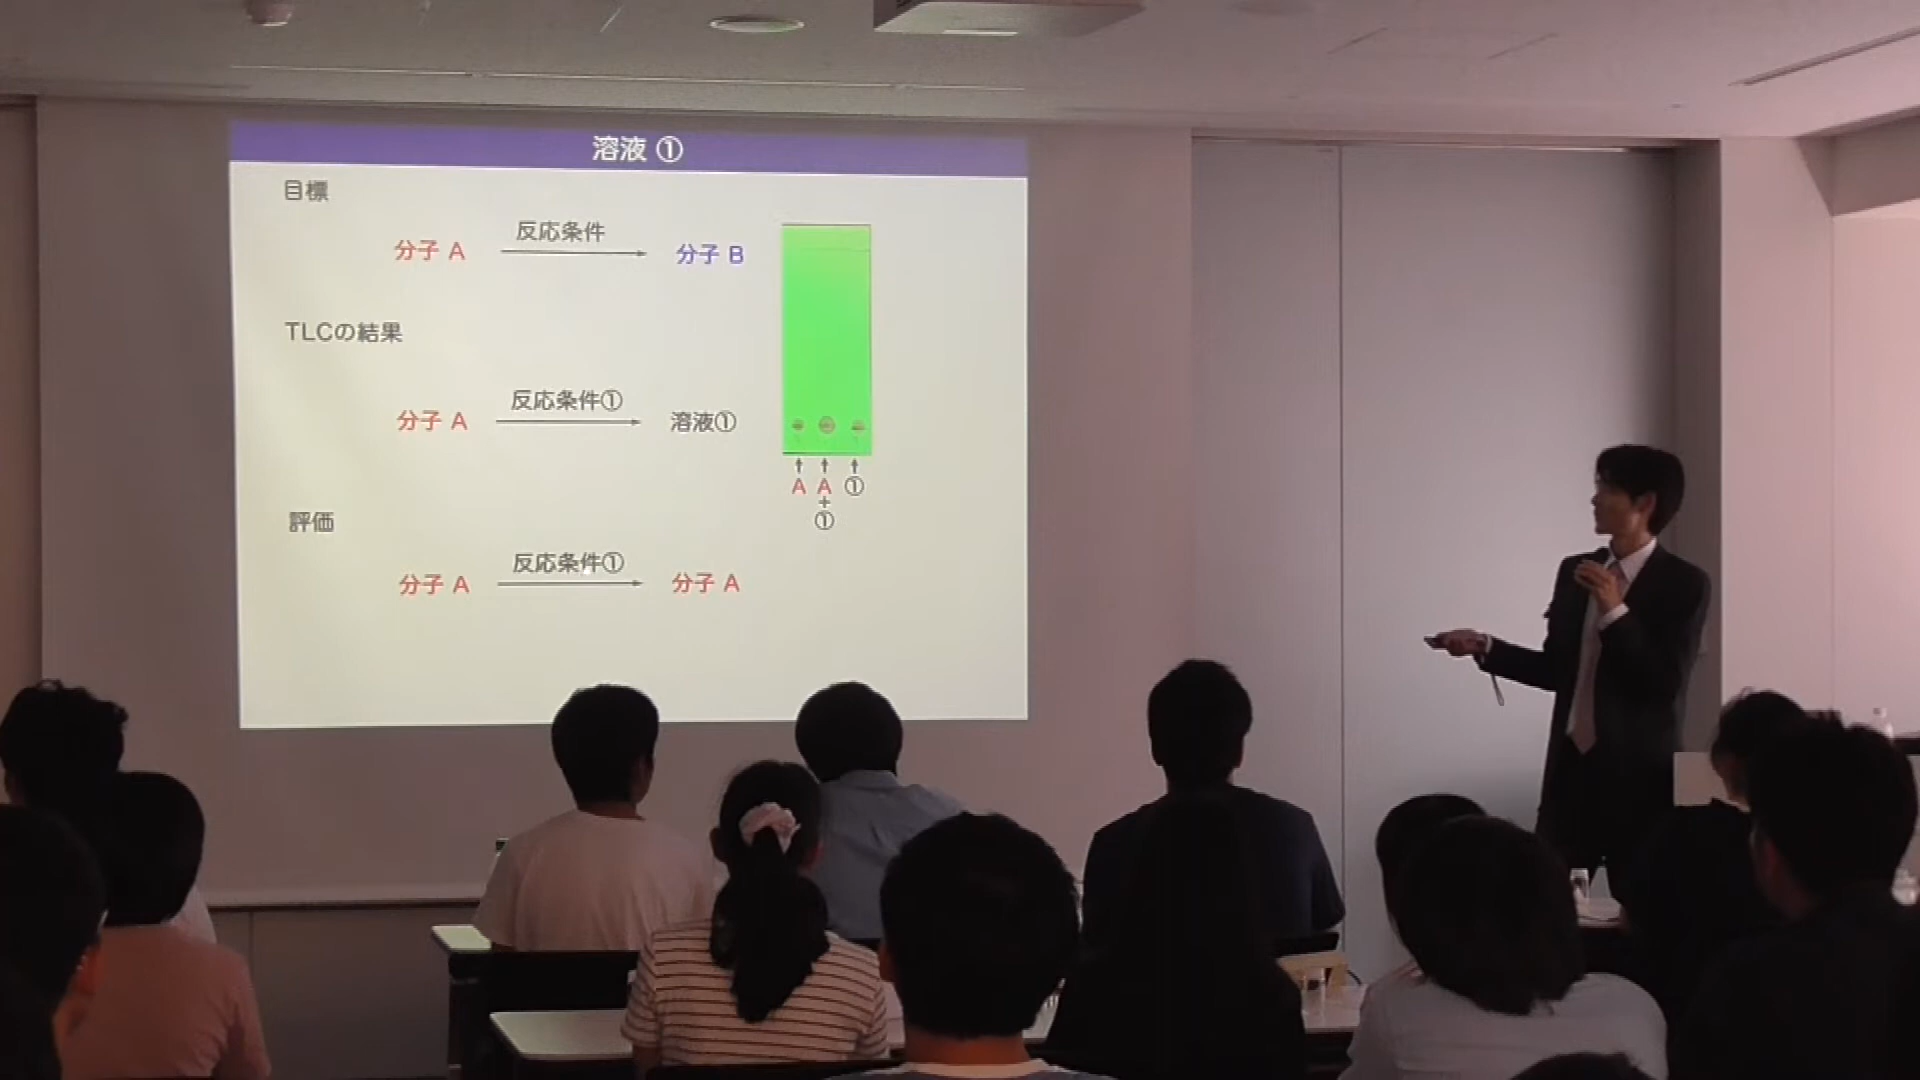 溶液 ①
目標
分子 A
反応条件
分子 B
TLCの結果
分子 A
反応条件①
溶液①
A A ①
+
①
評価
分子 A
反応条件①
分子 A